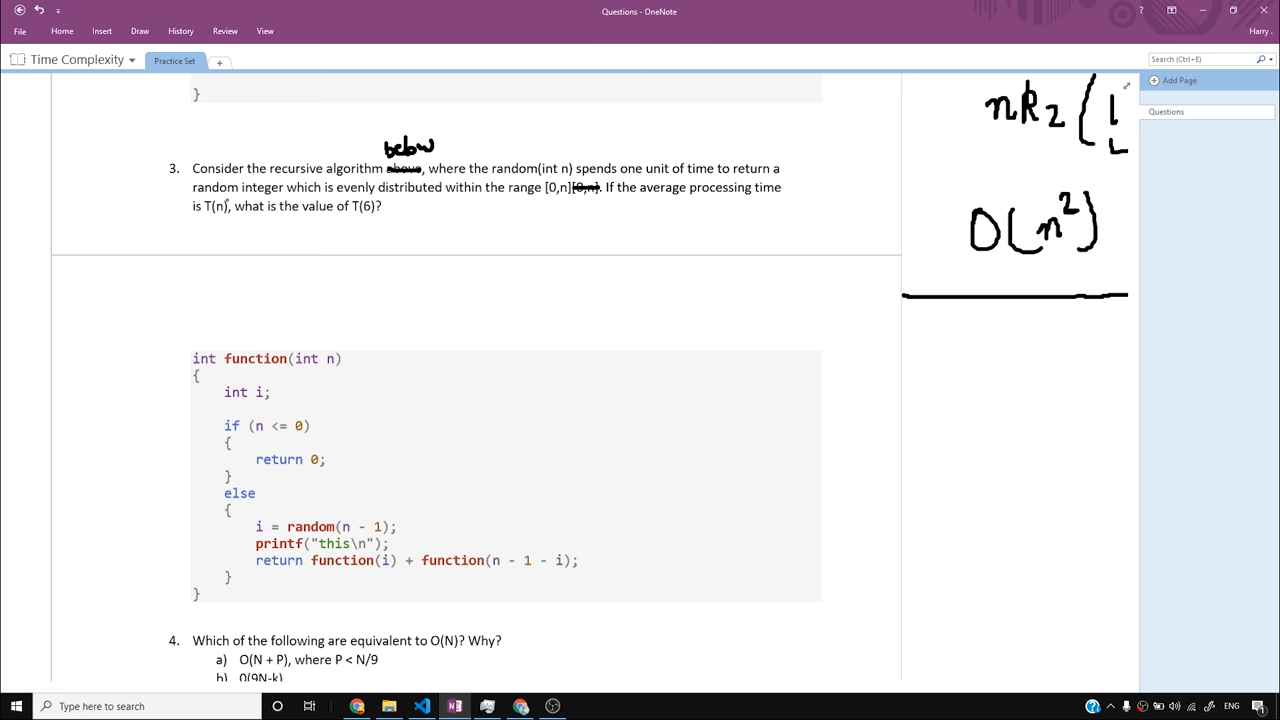 Questions - OneNote
File Home Insert Draw History Review View Harry .
Time Complexity Practice Set + Search (Ctrl+E)
Add Page
Questions
}
nk2 (
below
3. Consider the recursive algorithm above, where the random(int n) spends one unit of time to return a
random integer which is evenly distributed within the range [0,n][0,n]. If the average processing time
is T(n), what is the value of T(6)?
O(n²)
int function(int n)
{
int i;
if (n <= 0)
{
return 0;
}
else
{
i = random(n - 1);
printf("this\n");
return function(i) + function(n - 1 - i);
}
}
4. Which of the following are equivalent to O(N)? Why?
a) O(N + P), where P < N/9
b) 0(9N-k)
Type here to search
ENG